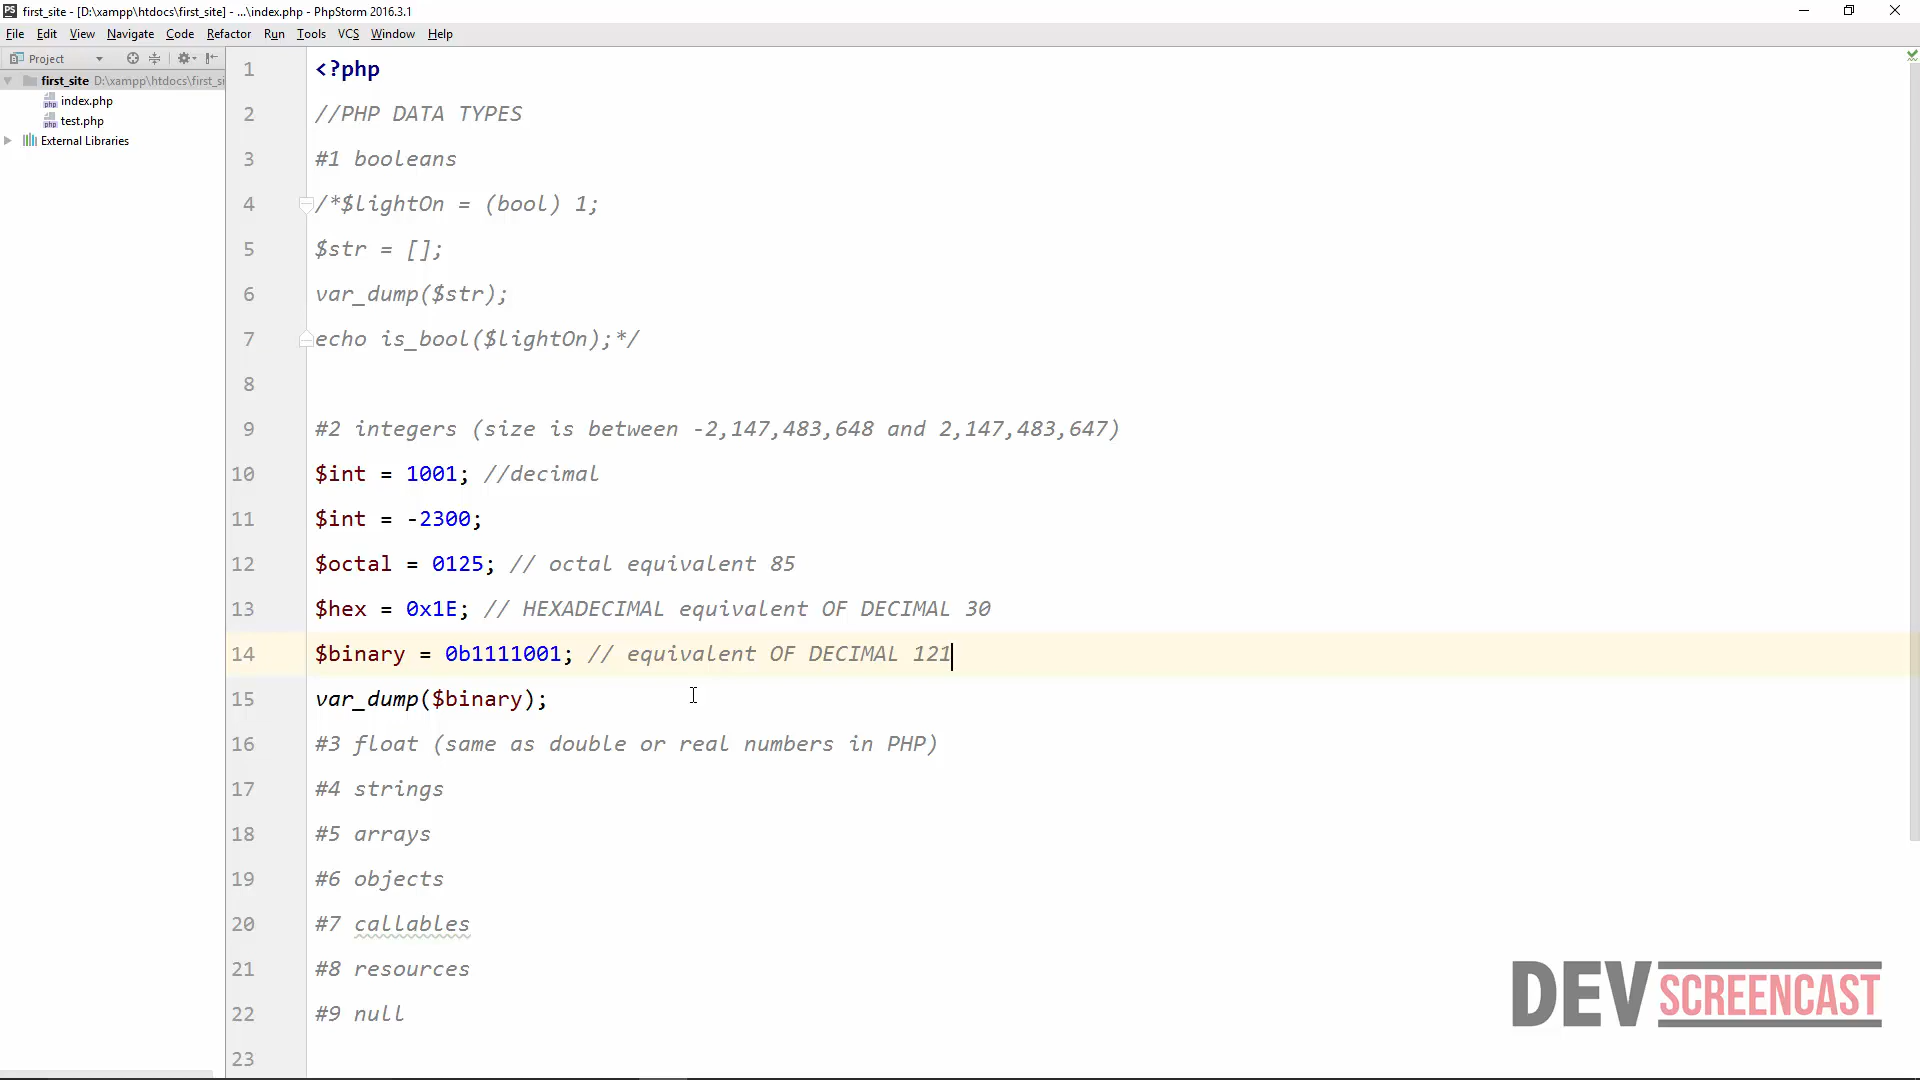 PS first_site - [D:\xampp\htdocs\first_site] - ...\index.php - PhpStorm 2016.3.1
File Edit View Navigate Code Refactor Run Tools VCS Window Help
Project
first_site D:\xampp\htdocs\first_si
php index.php
php test.php
External Libraries
1 <?php
2 //PHP DATA TYPES
3 #1 booleans
4 /*$lightOn = (bool) 1;
5 $str = [];
6 var_dump($str);
7 echo is_bool($lightOn);*/
8
9 #2 integers (size is between -2,147,483,648 and 2,147,483,647)
10 $int = 1001; //decimal
11 $int = -2300;
12 $octal = 0125; // octal equivalent 85
13 $hex = 0x1E; // HEXADECIMAL equivalent OF DECIMAL 30
14 $binary = 0b1111001; // equivalent OF DECIMAL 121
15 var_dump($binary);
16 #3 float (same as double or real numbers in PHP)
17 #4 strings
18 #5 arrays
19 #6 objects
20 #7 callables
21 #8 resources
22 #9 null
23
DEV SCREENCAST